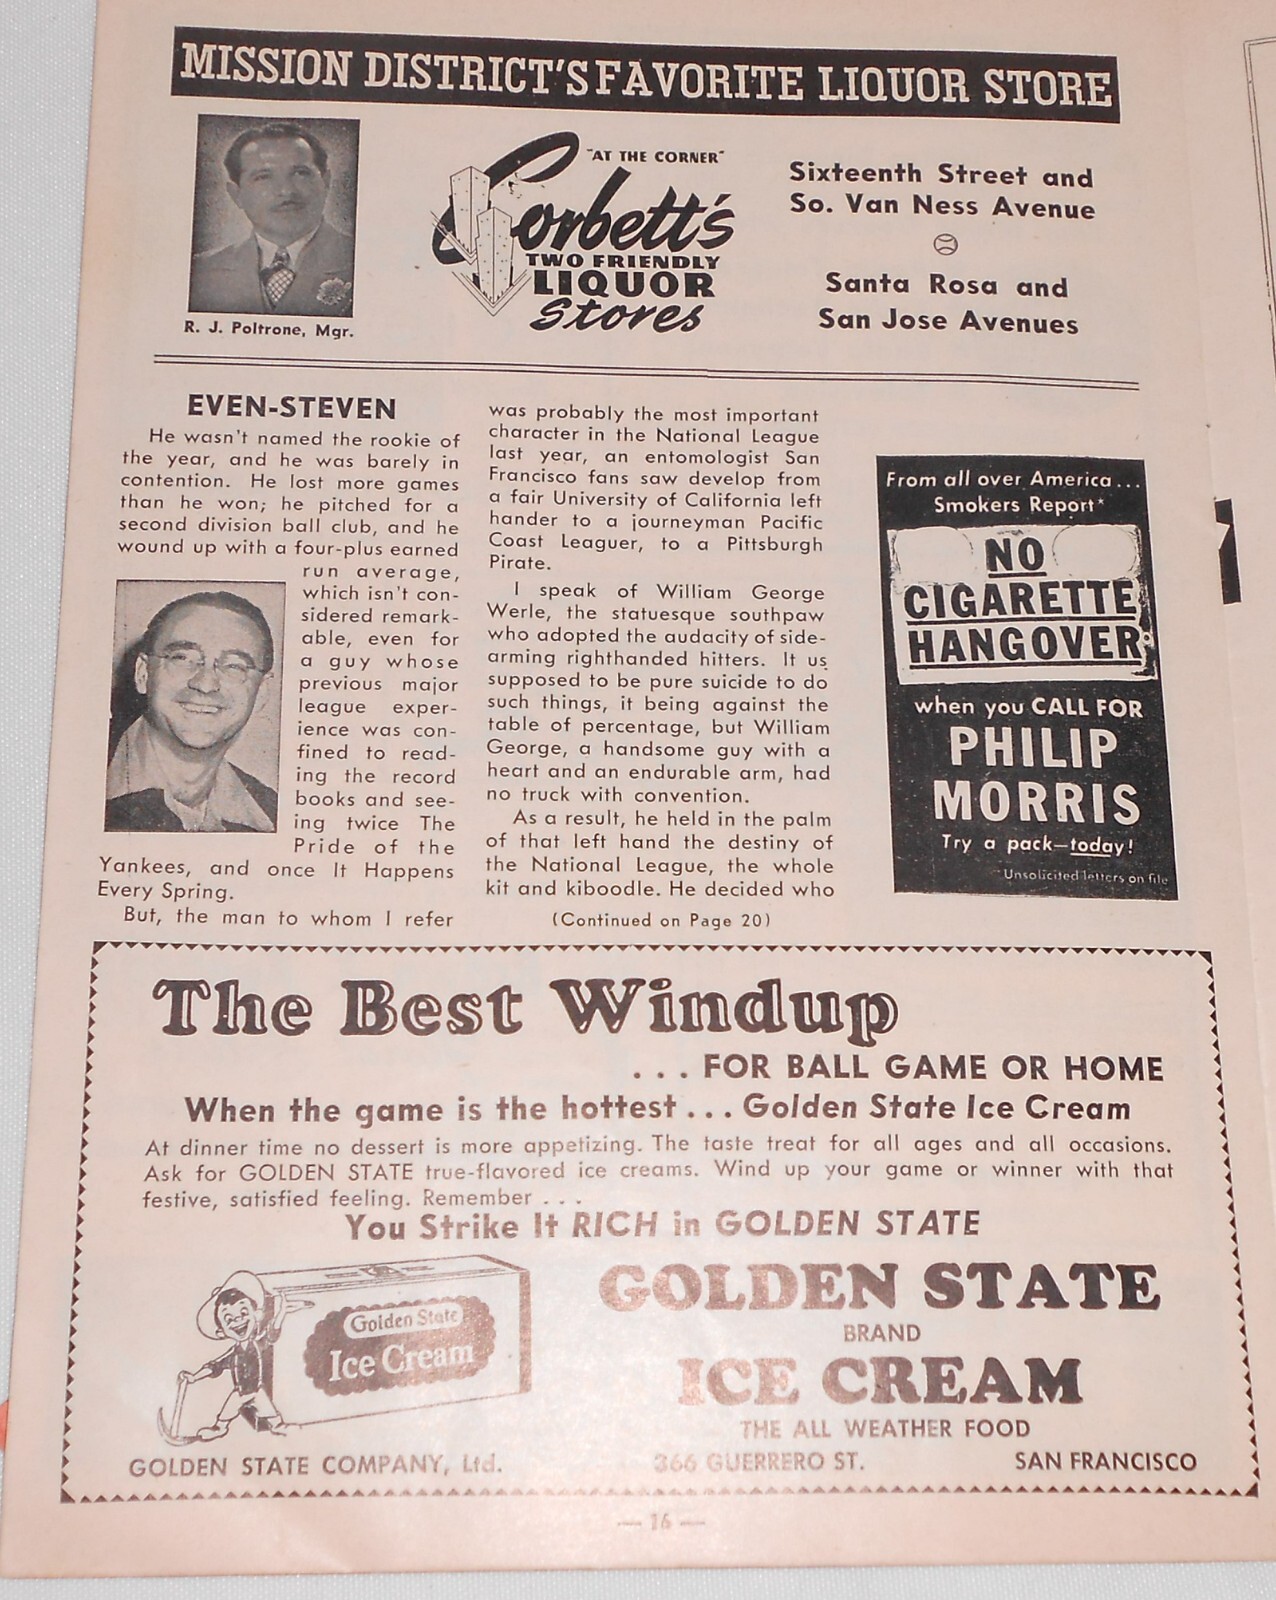 MISSION DISTRICT'S FAVORITE LIQUOR STORE
R. J. Poltrone, Mgr.
"AT THE CORNER"
Corbett's
TWO FRIENDLY
LIQUOR
Stores
Sixteenth Street and
So. Van Ness Avenue
Santa Rosa and
San Jose Avenues
EVEN-STEVEN
He wasn't named the rookie of
the year, and he was barely in
contention. He lost more games
than he won; he pitched for a
second division ball club, and he
wound up with a four-plus earned
run average,
which isn't con-
sidered remark-
able, even for
a guy whose
previous major
league exper-
ience was con-
fined to read-
ing the record
books and see-
ing twice The
Pride of the
Yankees, and once It Happens
Every Spring.
But, the man to whom I refer
was probably the most important
character in the National League
last year, an entomologist San
Francisco fans saw develop from
a fair University of California left
hander to a journeyman Pacific
Coast Leaguer, to a Pittsburgh
Pirate.
I speak of William George
Werle, the statuesque southpaw
who adopted the audacity of side-
arming righthanded hitters. It us
supposed to be pure suicide to do
such things, it being against the
table of percentage, but William
George, a handsome guy with a
heart and an endurable arm, had
no truck with convention.
As a result, he held in the palm
of that left hand the destiny of
the National League, the whole
kit and kiboodle. He decided who
(Continued on Page 20)
From all over America...
Smokers Report*
NO
CIGARETTE
HANGOVER
when you CALL FOR
PHILIP
MORRIS
Try a pack—today!
*Unsolicited letters on file
The Best Windup
. . . FOR BALL GAME OR HOME
When the game is the hottest . . . Golden State Ice Cream
At dinner time no dessert is more appetizing. The taste treat for all ages and all occasions.
Ask for GOLDEN STATE true-flavored ice creams. Wind up your game or winner with that
festive, satisfied feeling. Remember . . .
You Strike It RICH in GOLDEN STATE
Golden State
Ice Cream
GOLDEN STATE
BRAND
ICE CREAM
THE ALL WEATHER FOOD
GOLDEN STATE COMPANY, Ltd. 366 GUERRERO ST. SAN FRANCISCO
— 16 —